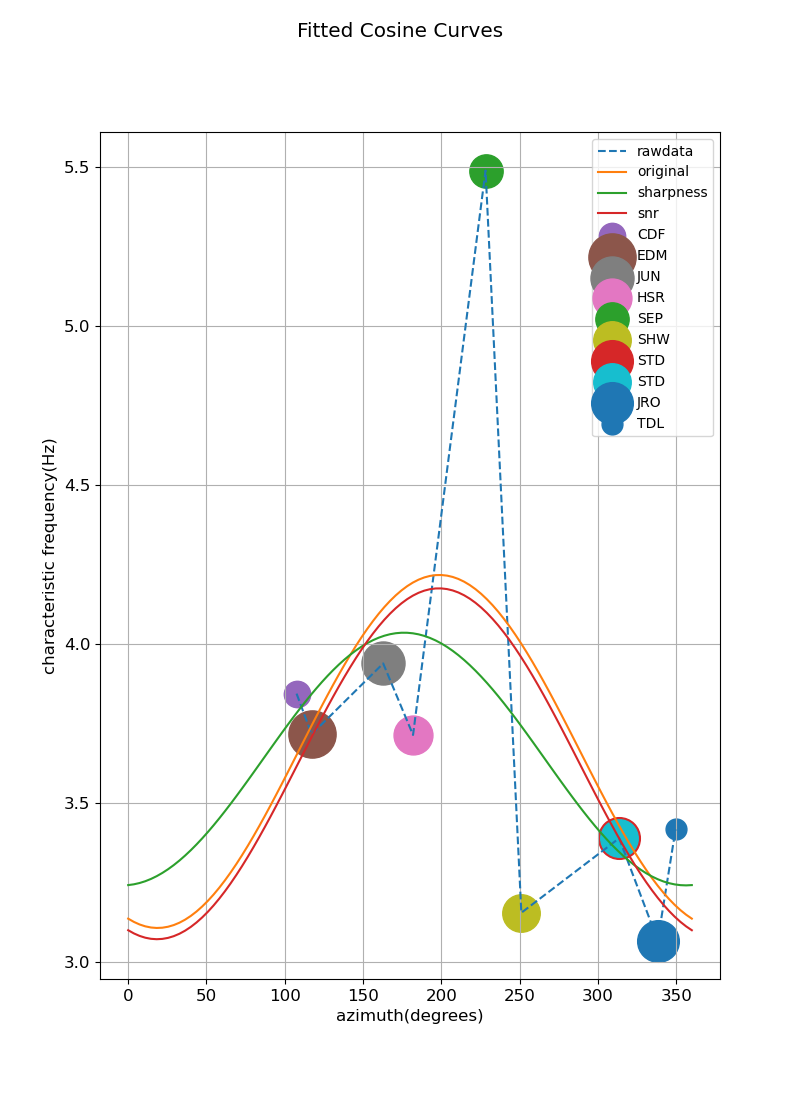 Fitted Cosine Curves
5.5
5.0
4.5
4.0
3.5
3.0
characteristic frequency(Hz)
0 50 100 150 200 250 300 350
azimuth(degrees)
rawdata
original
sharpness
snr
CDF
EDM
JUN
HSR
SEP
SHW
STD
STD
JRO
TDL